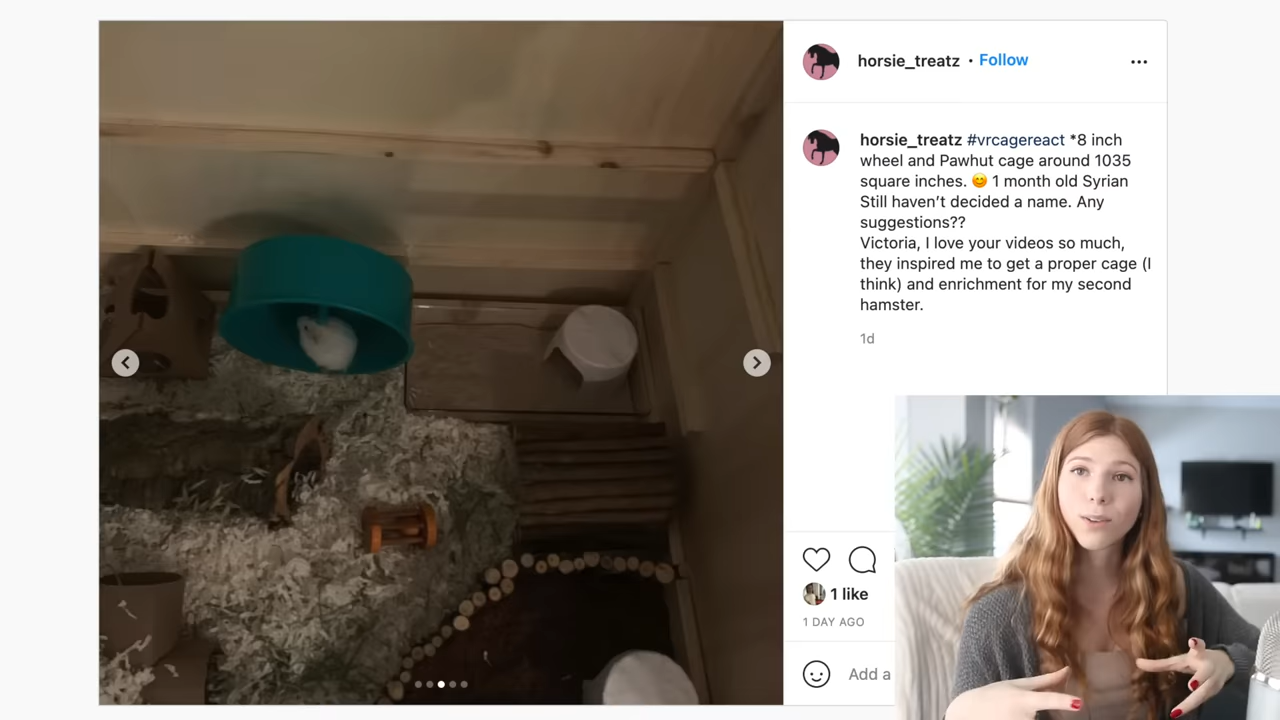 horsie_treatz • Follow
horsie_treatz #vrcagereact *8 inch
wheel and Pawhut cage around 1035
square inches. 😊 1 month old Syrian
Still haven't decided a name. Any
suggestions??
Victoria, I love your videos so much,
they inspired me to get a proper cage (I
think) and enrichment for my second
hamster.
1d
1 like
1 DAY AGO
Add a